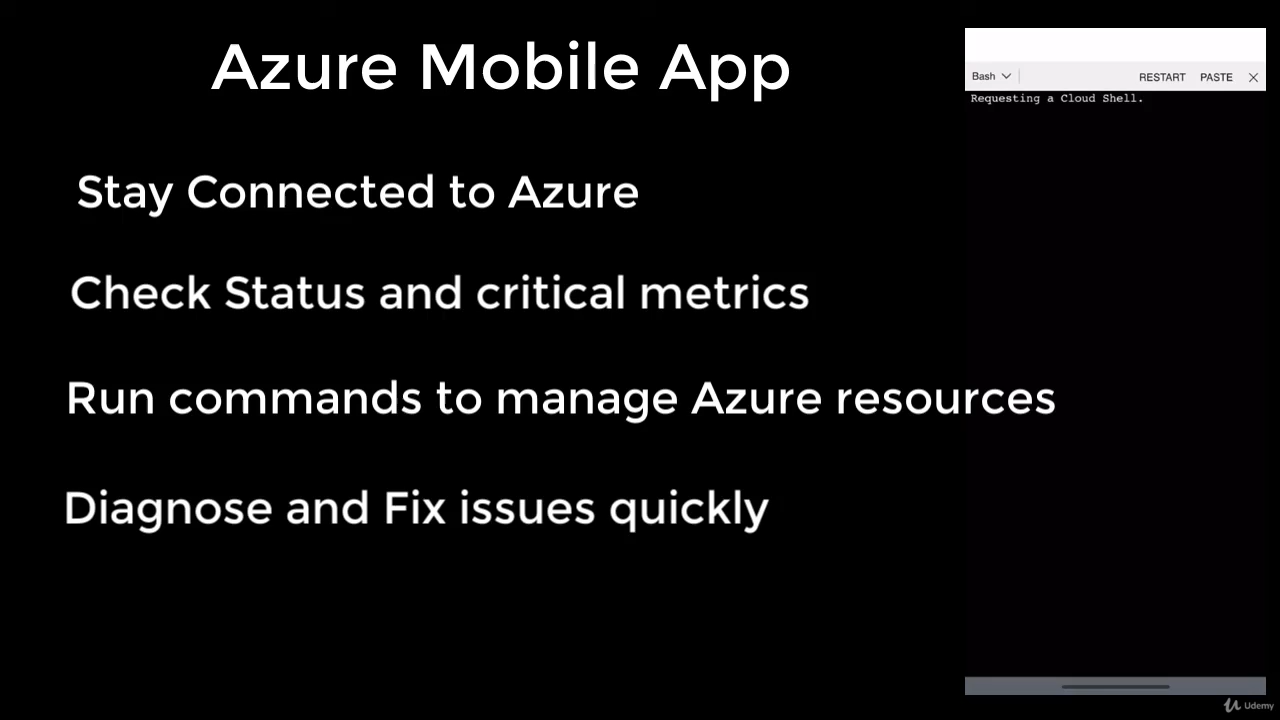 Azure Mobile App
Stay Connected to Azure
Check Status and critical metrics
Run commands to manage Azure resources
Diagnose and Fix issues quickly
Bash RESTART PASTE
Requesting a Cloud Shell.
Udemy